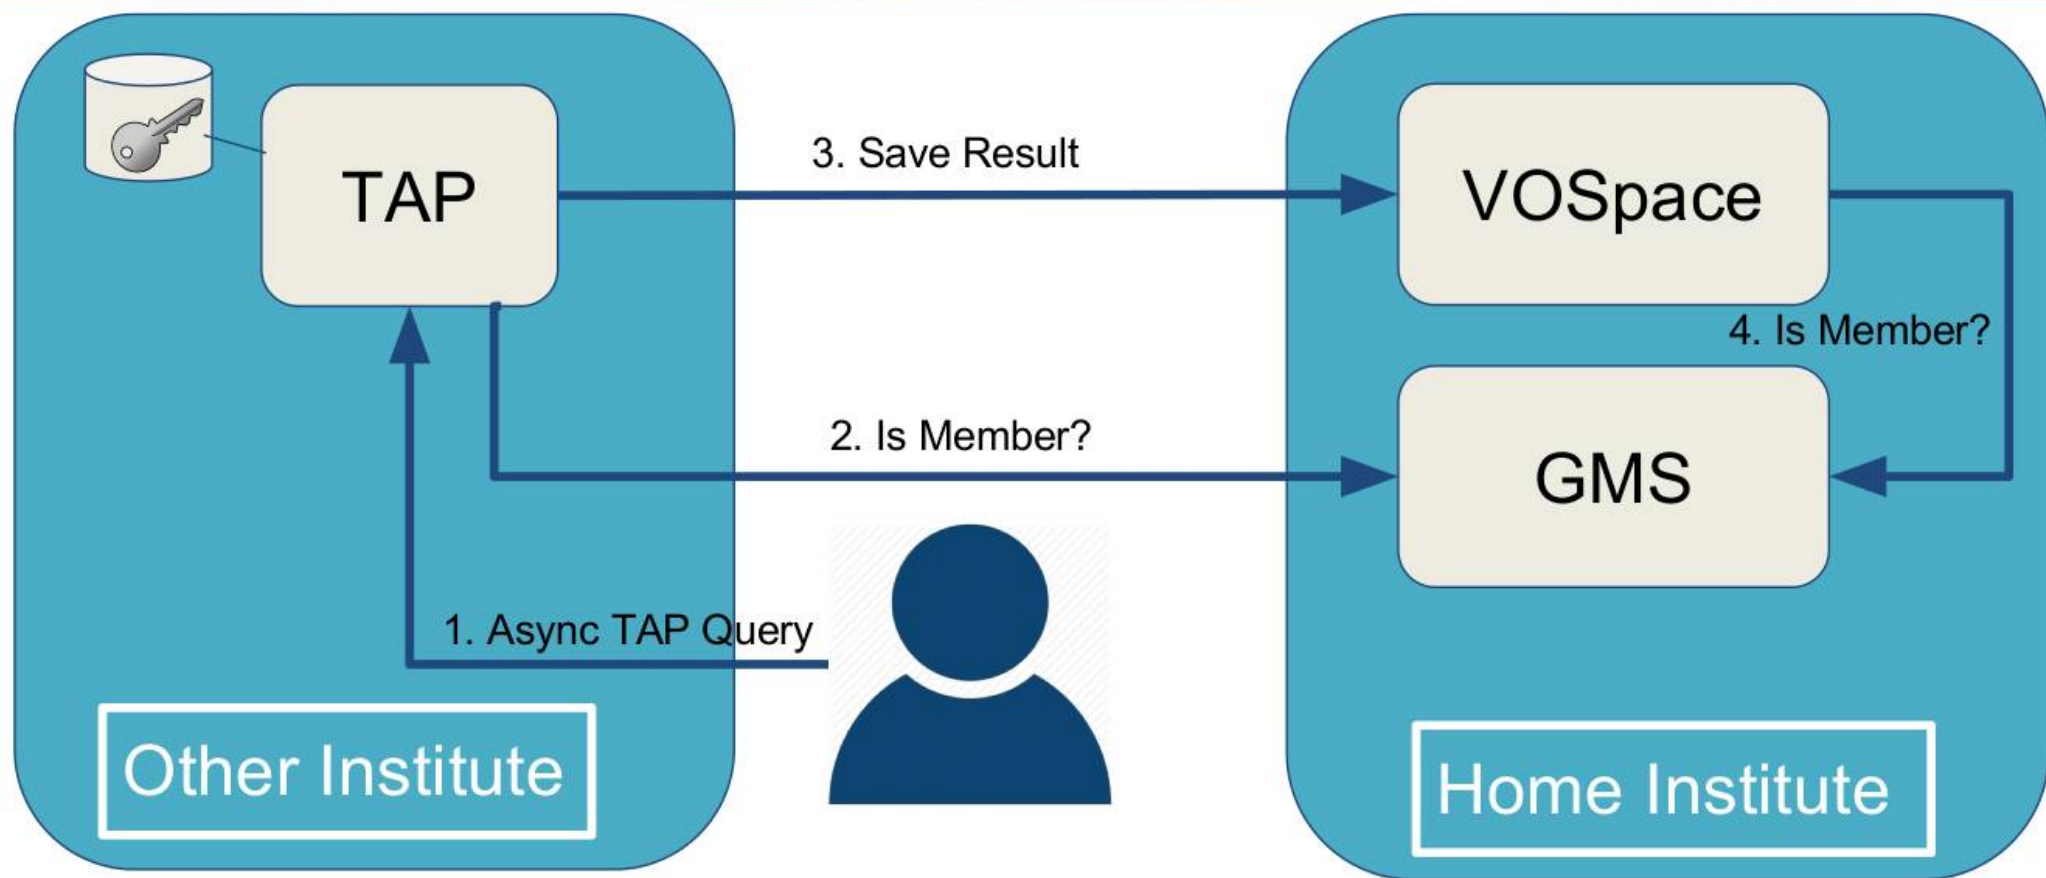 TAP
3. Save Result
VOSpace
4. Is Member?
2. Is Member?
GMS
1. Async TAP Query
Other Institute
Home Institute